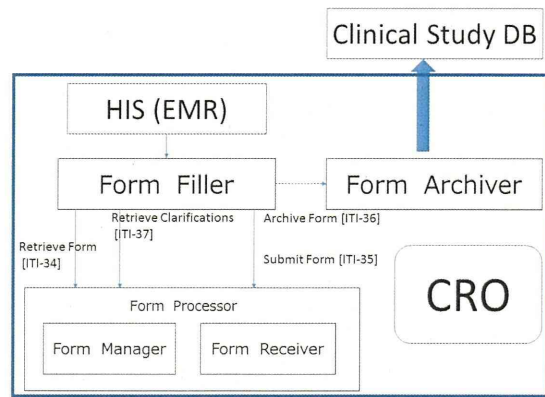 Clinical Study DB
HIS (EMR)
Form Filler
Form Archiver
Retrieve Clarifications
[ITI-37]
Archive Form [ITI-36]
Retrieve Form
[ITI-34]
Submit Form [ITI-35]
CRO
Form Processor
Form Manager
Form Receiver